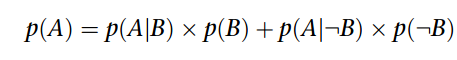 p(A) = p(A|B) × p(B) + p(A|¬B) × p(¬B)